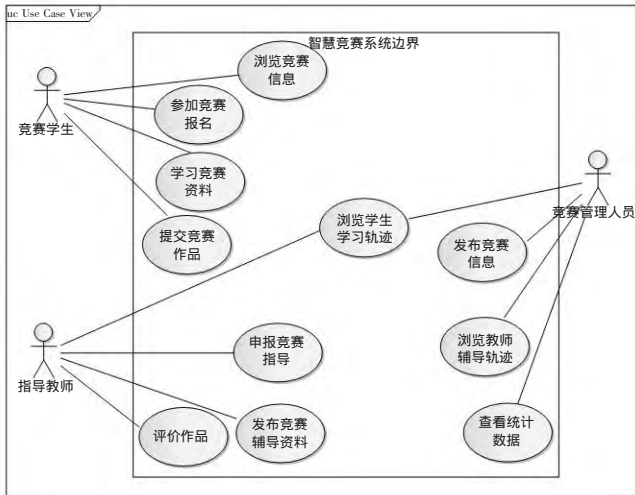 uc Use Case View
智慧竞赛系统边界
浏览竞赛
信息
参加竞赛
报名
竞赛学生
学习竞赛
资料
提交竞赛
作品
浏览学生
学习轨迹
竞赛管理人员
发布竞赛
信息
申报竞赛
指导
浏览教师
辅导轨迹
指导教师
评价作品
发布竞赛
辅导资料
查看统计
数据